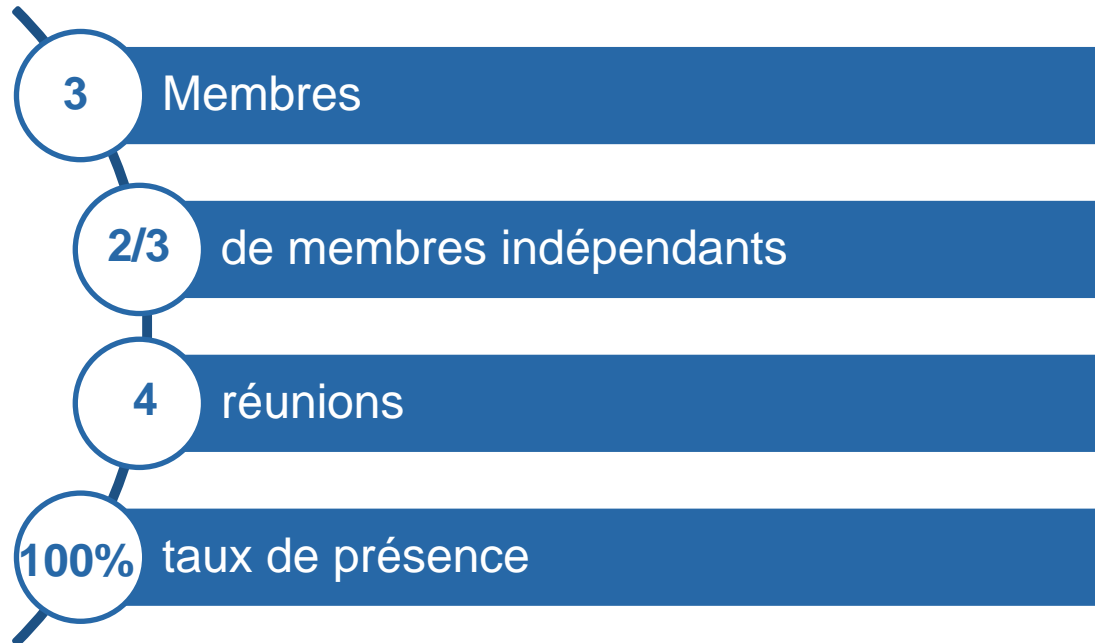 3 Membres
2/3 de membres indépendants
4 réunions
100% taux de présence